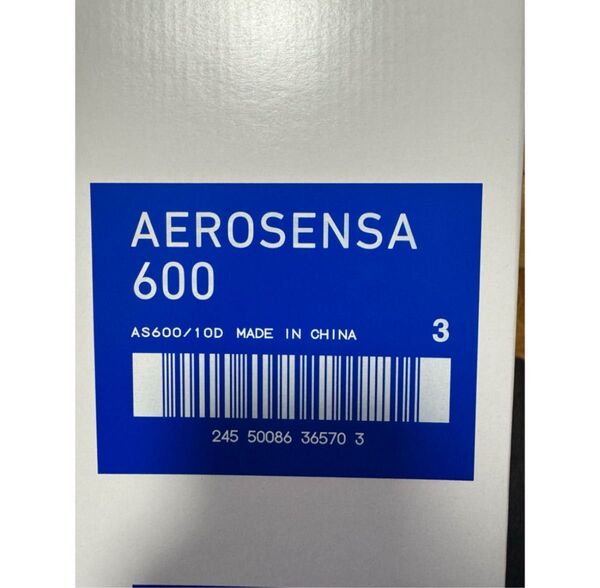 AEROSENSA
600
AS600/10D MADE IN CHINA 3
245 50086 36570 3